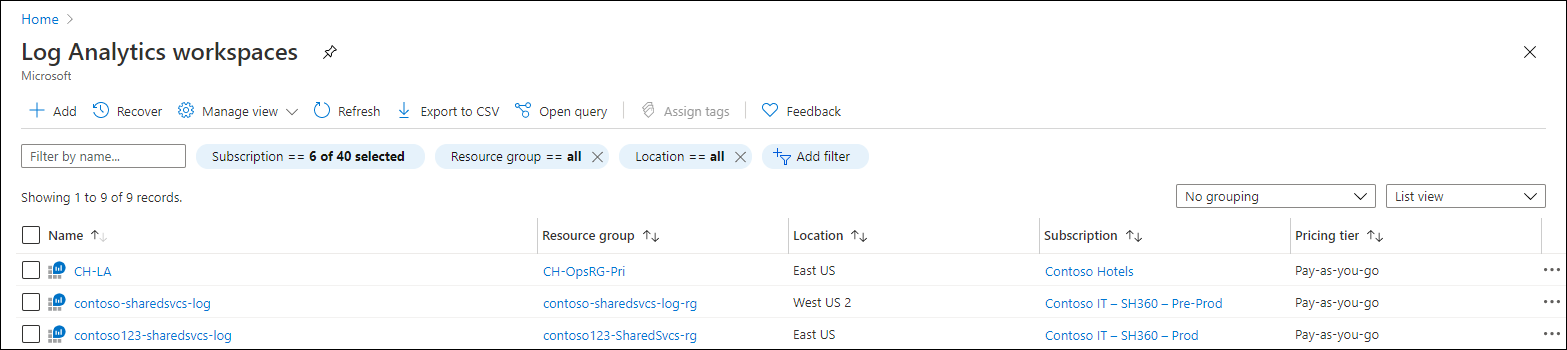 Home
Log Analytics workspaces
Microsoft
Add Recover Manage view Refresh Export to CSV Open query Assign tags Feedback
Filter by name... Subscription == 6 of 40 selected Resource group == all Location == all Add filter
Showing 1 to 9 of 9 records. No grouping List view
Name Resource group Location Subscription Pricing tier
CH-LA CH-OpsRG-Pri East US Contoso Hotels Pay-as-you-go
contoso-sharedsvcs-log contoso-sharedsvcs-log-rg West US 2 Contoso IT – SH360 – Pre-Prod Pay-as-you-go
contoso123-sharedsvcs-log contoso123-SharedSvcs-rg East US Contoso IT – SH360 – Prod Pay-as-you-go